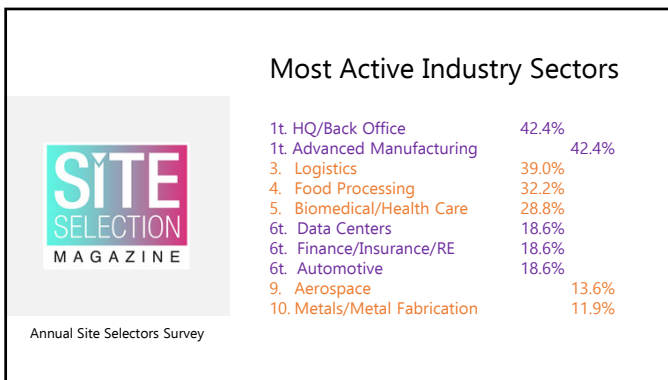 Most Active Industry Sectors
SiTE
SELECTION
MAGAZINE
Annual Site Selectors Survey
1t. HQ/Back Office 42.4%
1t. Advanced Manufacturing 42.4%
3. Logistics 39.0%
4. Food Processing 32.2%
5. Biomedical/Health Care 28.8%
6t. Data Centers 18.6%
6t. Finance/Insurance/RE 18.6%
6t. Automotive 18.6%
9. Aerospace 13.6%
10. Metals/Metal Fabrication 11.9%